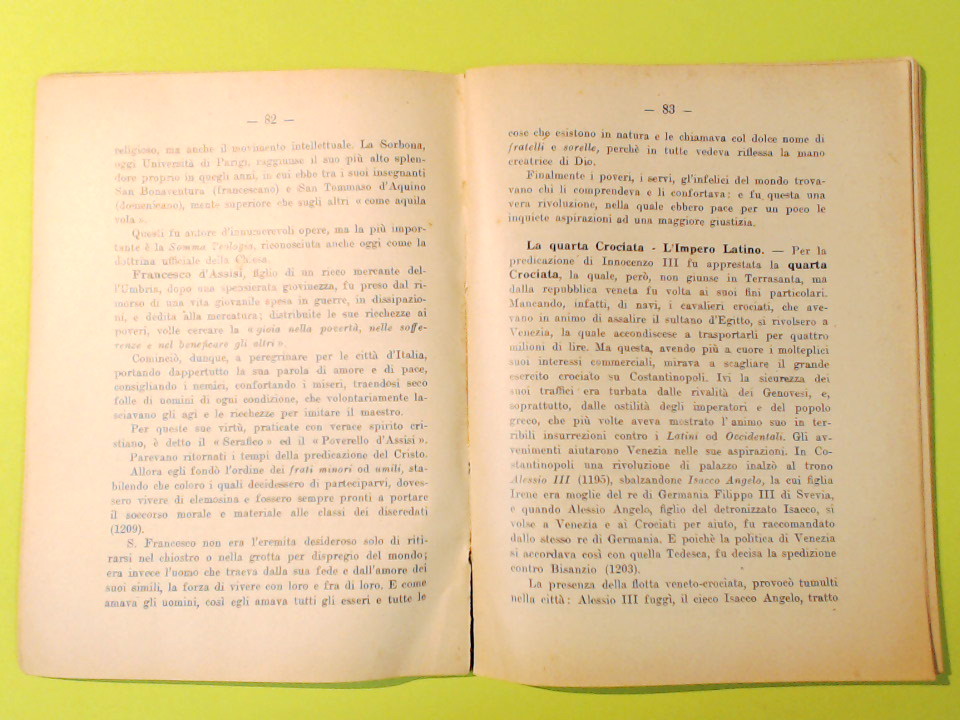 — 82 —
religioso, ma anche il movimento intellettuale. La Sorbona,
oggi Università di Parigi, raggiunse il suo più alto splen-
dore proprio in quegli anni, in cui ebbe tra i suoi insegnanti
San Bonaventura (francescano) e San Tommaso d'Aquino
(domenicano), mente superiore che sugli altri « come aquila
vola ».
Questi fu autore d'innumerevoli opere, ma la più impor-
tante è la Somma Teologia, riconosciuta anche oggi come la
dottrina ufficiale della Chiesa.
Francesco d'Assisi, figlio di un ricco mercante del-
l'Umbria, dopo una spensierata giovinezza, fu preso dal ri-
morso di una vita giovanile spesa in guerre, in dissipazio-
ni, e dedita alla mercatura; distribuite le sue ricchezze ai
poveri, volle cercare la « gioia nella povertà, nelle soffe-
renze e nel beneficare gli altri ».
Cominciò, dunque, a peregrinare per le città d'Italia,
portando dappertutto la sua parola di amore e di pace,
consigliando i nemici, confortando i miseri, traendosi seco
folle di uomini di ogni condizione, che volontariamente la-
sciavano gli agi e le ricchezze per imitare il maestro.
Per queste sue virtù, praticate con verace spirito cri-
stiano, è detto il « Serafico » ed il « Poverello d'Assisi ».
Parevano ritornati i tempi della predicazione del Cristo.
Allora egli fondò l'ordine dei frati minori od umili, sta-
bilendo che coloro i quali decidessero di parteciparvi, doves-
sero vivere di elemosina e fossero sempre pronti a portare
il soccorso morale e materiale alle classi dei diseredati
(1209).
S. Francesco non era l'eremita desideroso solo di riti-
rarsi nel chiostro o nella grotta per dispregio del mondo;
era invece l'uomo che traeva dalla sua fede e dall'amore dei
suoi simili, la forza di vivere con loro e fra di loro. E come
amava gli uomini, così egli amava tutti gli esseri e tutte le
— 83 —
cose che esistono in natura e le chiamava col dolce nome di
fratelli e sorelle, perchè in tutte vedeva riflessa la mano
creatrice di Dio.
Finalmente i poveri, i servi, gl'infelici del mondo trova-
vano chi li comprendeva e li confortava: e fu questa una
vera rivoluzione, nella quale ebbero pace per un poco le
inquiete aspirazioni ad una maggiore giustizia.
La quarta Crociata - L'Impero Latino. — Per la
predicazione di Innocenzo III fu apprestata la quarta
Crociata, la quale, però, non giunse in Terrasanta, ma
dalla repubblica veneta fu volta ai suoi fini particolari.
Mancando, infatti, di navi, i cavalieri crociati, che ave-
vano in animo di assalire il sultano d'Egitto, si rivolsero a
Venezia, la quale accondiscese a trasportarli per quattro
milioni di lire. Ma questa, avendo più a cuore i molteplici
suoi interessi commerciali, mirava a scagliare il grande
esercito crociato su Costantinopoli. Ivi la sicurezza dei
suoi traffici era turbata dalle rivalità dei Genovesi, e,
soprattutto, dalle ostilità degli imperatori e del popolo
greco, che più volte aveva mostrato l'animo suo in ter-
ribili insurrezioni contro i Latini od Occidentali. Gli av-
venimenti aiutarono Venezia nelle sue aspirazioni. In Co-
stantinopoli una rivoluzione di palazzo inalzò al trono
Alessio III (1195), sbalzandone Isacco Angelo, la cui figlia
Irene era moglie del re di Germania Filippo III di Svevia,
e quando Alessio Angelo, figlio del detronizzato Isacco, si
volse a Venezia e ai Crociati per aiuto, fu raccomandato
dallo stesso re di Germania. E poichè la politica di Venezia
si accordava così con quella Tedesca, fu decisa la spedizione
contro Bisanzio (1203).
La presenza della flotta veneto-crociata, provocò tumulti
nella città: Alessio III fuggì, il cieco Isacco Angelo, tratto